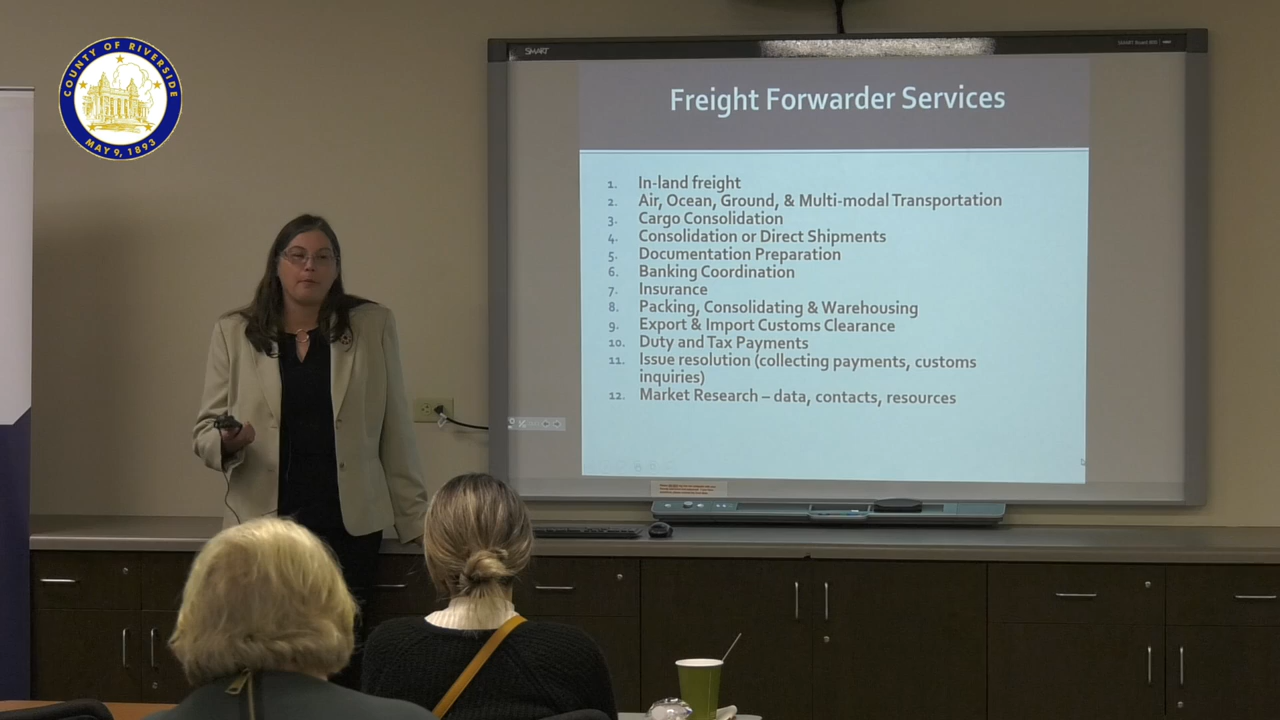 COUNTY OF RIVERSIDE
MAY 9, 1893
SMART
Freight Forwarder Services
1. In-land freight
2. Air, Ocean, Ground, & Multi-modal Transportation
3. Cargo Consolidation
4. Consolidation or Direct Shipments
5. Documentation Preparation
6. Banking Coordination
7. Insurance
8. Packing, Consolidating & Warehousing
9. Export & Import Customs Clearance
10. Duty and Tax Payments
11. Issue resolution (collecting payments, customs
inquiries)
12. Market Research – data, contacts, resources